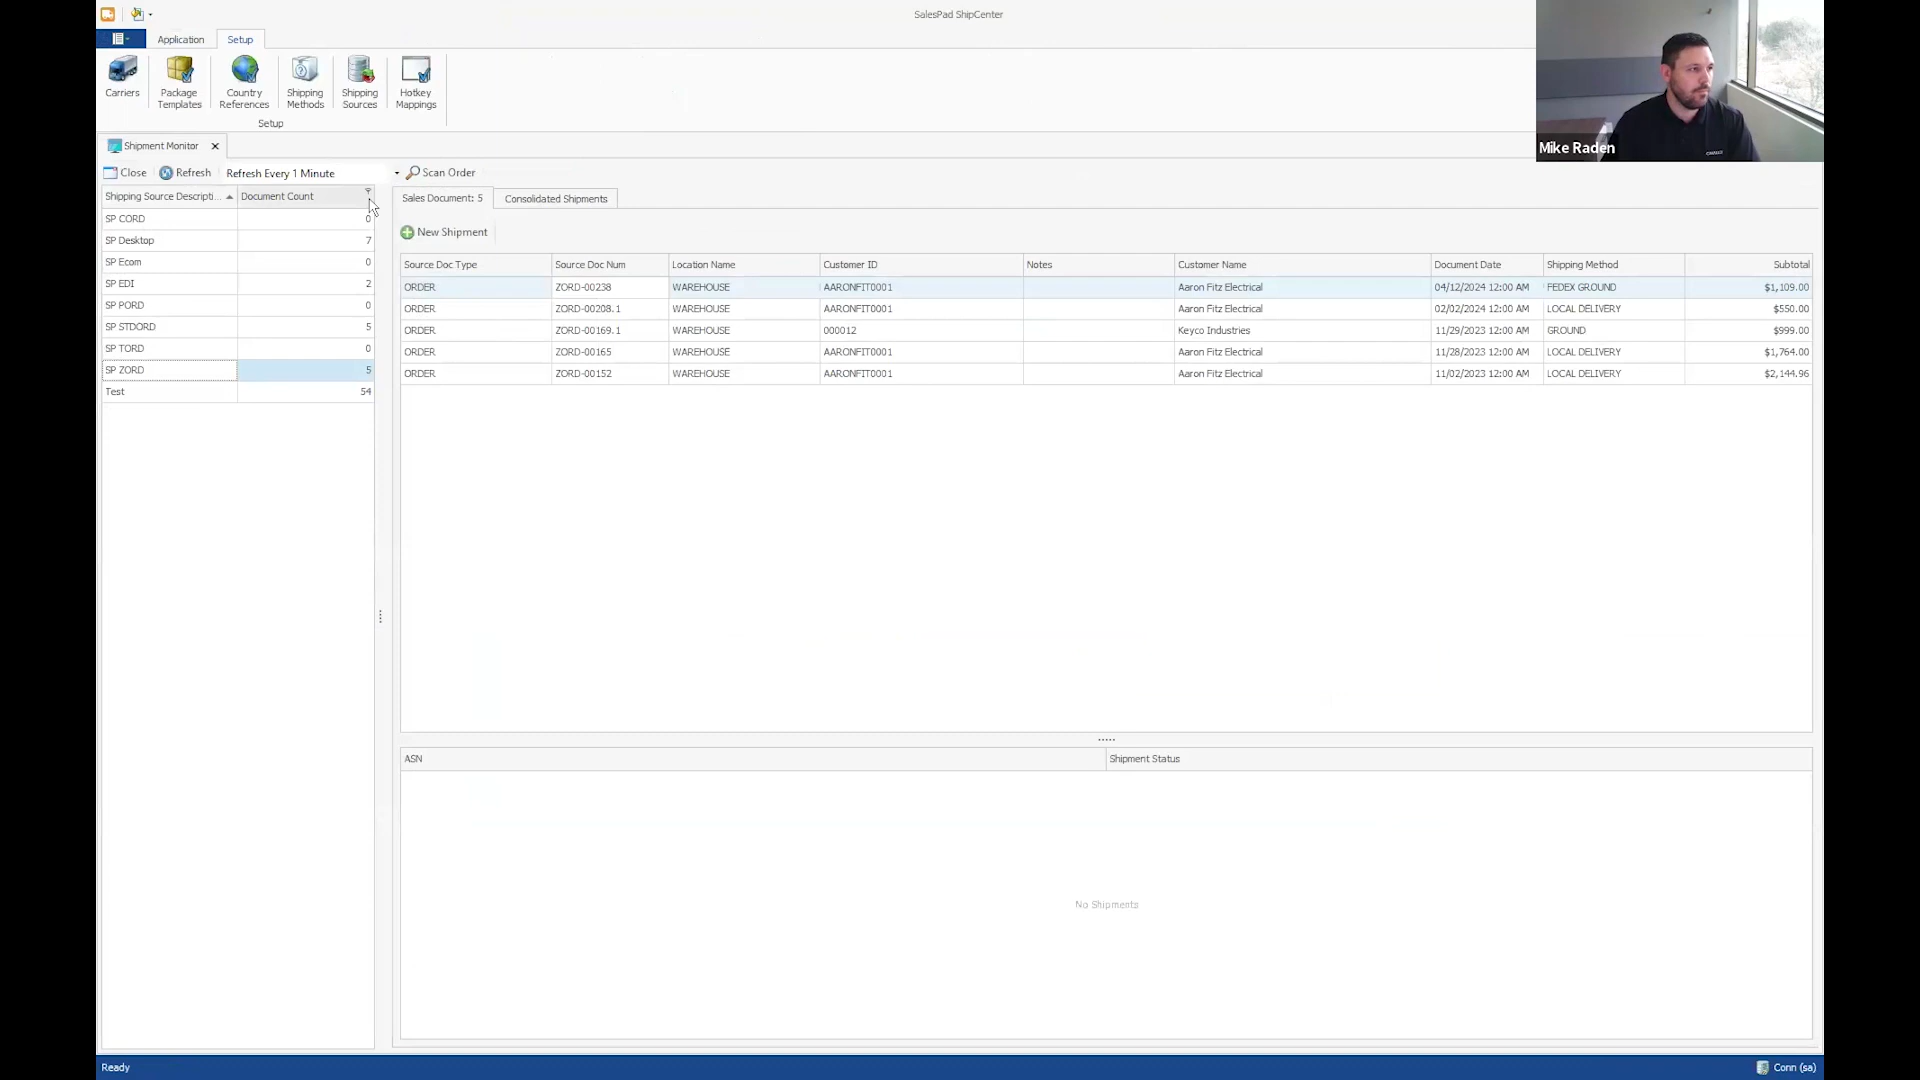 SalesPad ShipCenter
Application Setup
Carriers Package Templates Country References Shipping Methods Shipping Sources Hotkey Mappings
Setup
Mike Raden
Shipment Monitor
Close Refresh Refresh Every 1 Minute Scan Order
Shipping Source Descripti... Document Count
SP CORD 0
SP Desktop 7
SP Ecom 0
SP EDI 2
SP PORD 0
SP STDORD 5
SP TORD 0
SP ZORD 5
Test 54
Sales Document: 5 Consolidated Shipments
New Shipment
Source Doc Type Source Doc Num Location Name Customer ID Notes Customer Name Document Date Shipping Method Subtotal
ORDER ZORD-00238 WAREHOUSE AARONFIT0001 Aaron Fitz Electrical 04/12/2024 12:00 AM FEDEX GROUND $1,109.00
ORDER ZORD-00208.1 WAREHOUSE AARONFIT0001 Aaron Fitz Electrical 02/02/2024 12:00 AM LOCAL DELIVERY $550.00
ORDER ZORD-00169.1 WAREHOUSE 000012 Keyco Industries 11/29/2023 12:00 AM GROUND $999.00
ORDER ZORD-00165 WAREHOUSE AARONFIT0001 Aaron Fitz Electrical 11/28/2023 12:00 AM LOCAL DELIVERY $1,764.00
ORDER ZORD-00152 WAREHOUSE AARONFIT0001 Aaron Fitz Electrical 11/02/2023 12:00 AM LOCAL DELIVERY $2,144.96
ASN Shipment Status
No Shipments
Ready Conn (sa)